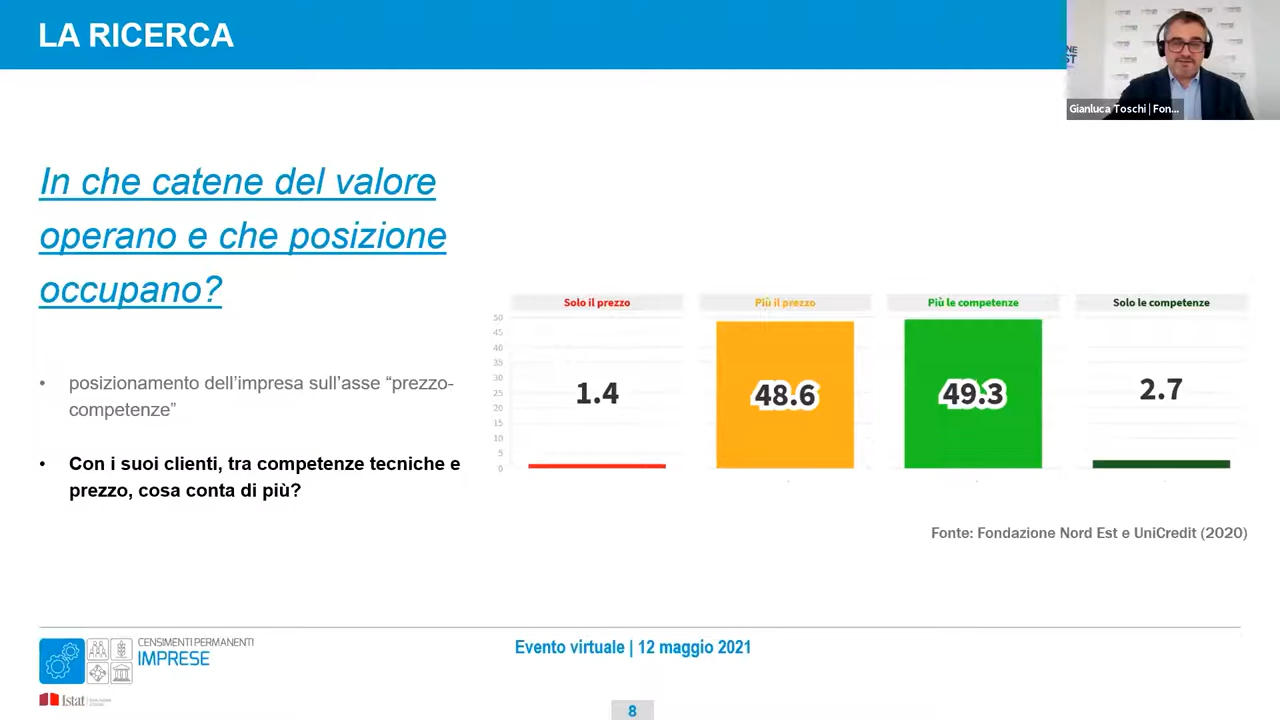 LA RICERCA
NE
ST
Gianluca Toschi | Fon...
In che catene del valore
operano e che posizione
occupano?
• posizionamento dell’impresa sull’asse “prezzo-
competenze”
• Con i suoi clienti, tra competenze tecniche e
prezzo, cosa conta di più?
Solo il prezzo
Più il prezzo
Più le competenze
Solo le competenze
50
45
40
35
30
25
20
15
10
5
0
1.4
48.6
49.3
2.7
Fonte: Fondazione Nord Est e UniCredit (2020)
CENSIMENTI PERMANENTI
IMPRESE
Istat
Evento virtuale | 12 maggio 2021
8